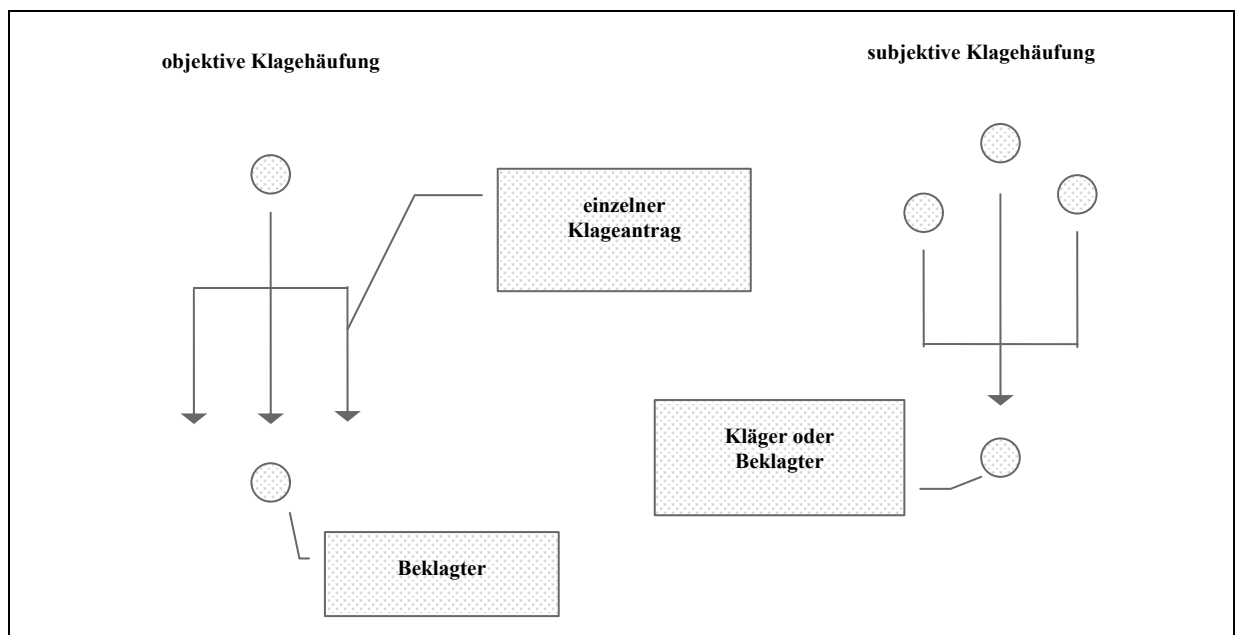 objektive Klagehäufung
subjektive Klagehäufung
einzelner
Klageantrag
Kläger oder
Beklagter
Beklagter